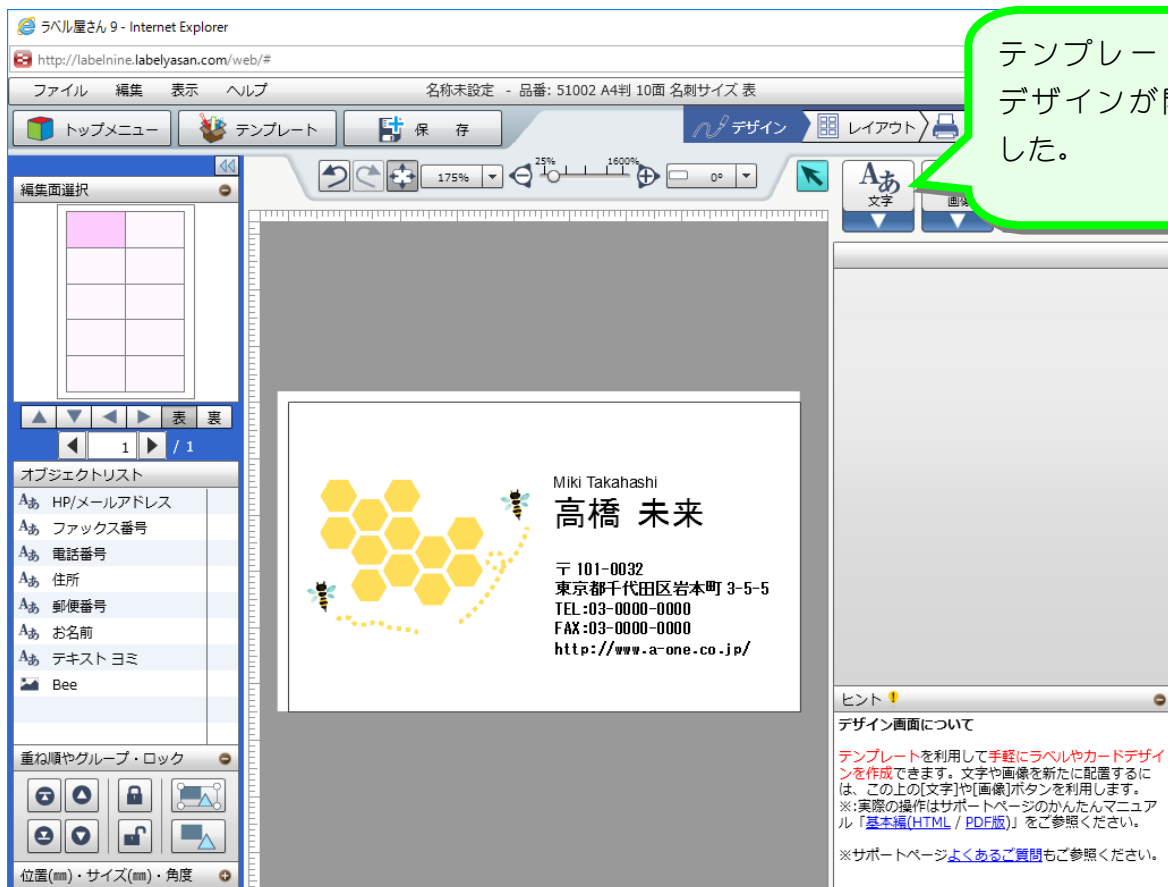 ラベル屋さん 9 - Internet Explorer
http://labelnine.labelyasan.com/web/#
ファイル 編集 表示 ヘルプ 名称未設定 - 品番: 51002 A4判 10面 名刺サイズ 表
トップメニュー テンプレート 保 存 デザイン レイアウト
テンプレー
デザインが
した。
編集面選択
175% 25% 1600% 0°
Aあ 文字
表 裏
1 / 1
オブジェクトリスト
Aあ HP/メールアドレス
Aあ ファックス番号
Aあ 電話番号
Aあ 住所
Aあ 郵便番号
Aあ お名前
Aあ テキスト ヨミ
Bee
重ね順やグループ・ロック
位置(㎜)・サイズ(㎜)・角度
Miki Takahashi
高橋 未来
〒101-0032
東京都千代田区岩本町 3-5-5
TEL:03-0000-0000
FAX:03-0000-0000
http://www.a-one.co.jp/
ヒント
デザイン画面について
テンプレートを利用して手軽にラベルやカードデザイ
ンを作成できます。文字や画像を新たに配置するに
は、この上の[文字]や[画像]ボタンを利用します。
※:実際の操作はサポートページのかんたんマニュア
ル「基本編(HTML / PDF版)」をご参照ください。
※サポートページよくあるご質問もご参照ください。